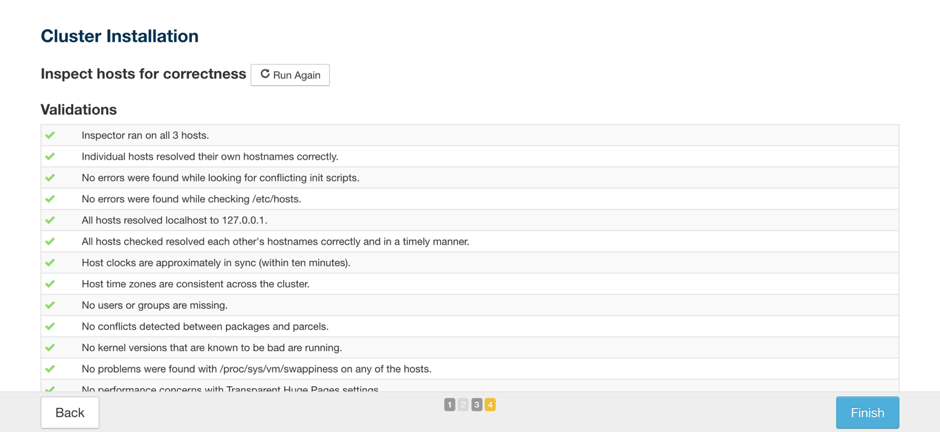 Cluster Installation
Inspect hosts for correctness Run Again
Validations
Inspector ran on all 3 hosts.
Individual hosts resolved their own hostnames correctly.
No errors were found while looking for conflicting init scripts.
No errors were found while checking /etc/hosts.
All hosts resolved localhost to 127.0.0.1.
All hosts checked resolved each other's hostnames correctly and in a timely manner.
Host clocks are approximately in sync (within ten minutes).
Host time zones are consistent across the cluster.
No users or groups are missing.
No conflicts detected between packages and parcels.
No kernel versions that are known to be bad are running.
No problems were found with /proc/sys/vm/swappiness on any of the hosts.
No performance concerns with Transparent Huge Pages settings.
Back 1 2 3 4 Finish